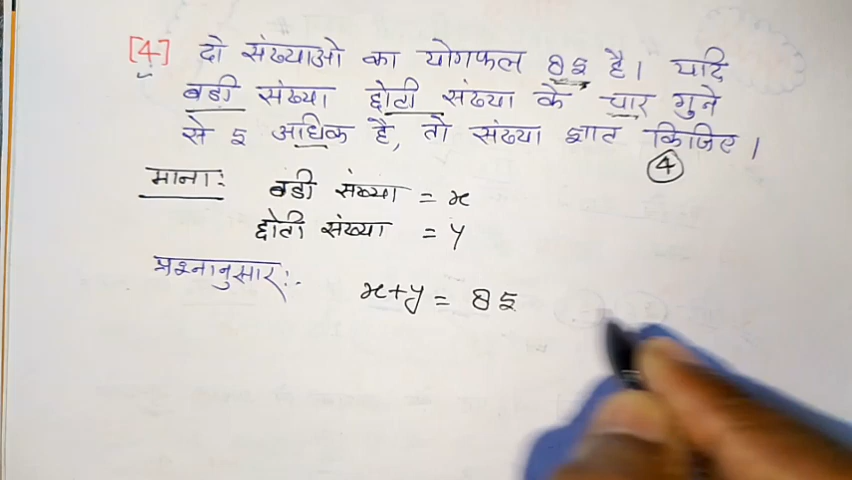 [4] दो संख्याओ का योगफल 85 है। यदि
बडी संख्या छोटी संख्या के चार गुने
से 5 अधिक है, तो संख्या ज्ञात किजिए।
4
माना: बडी संख्या = x
छोटी संख्या = y
प्रश्नानुसार:-
x+y = 85